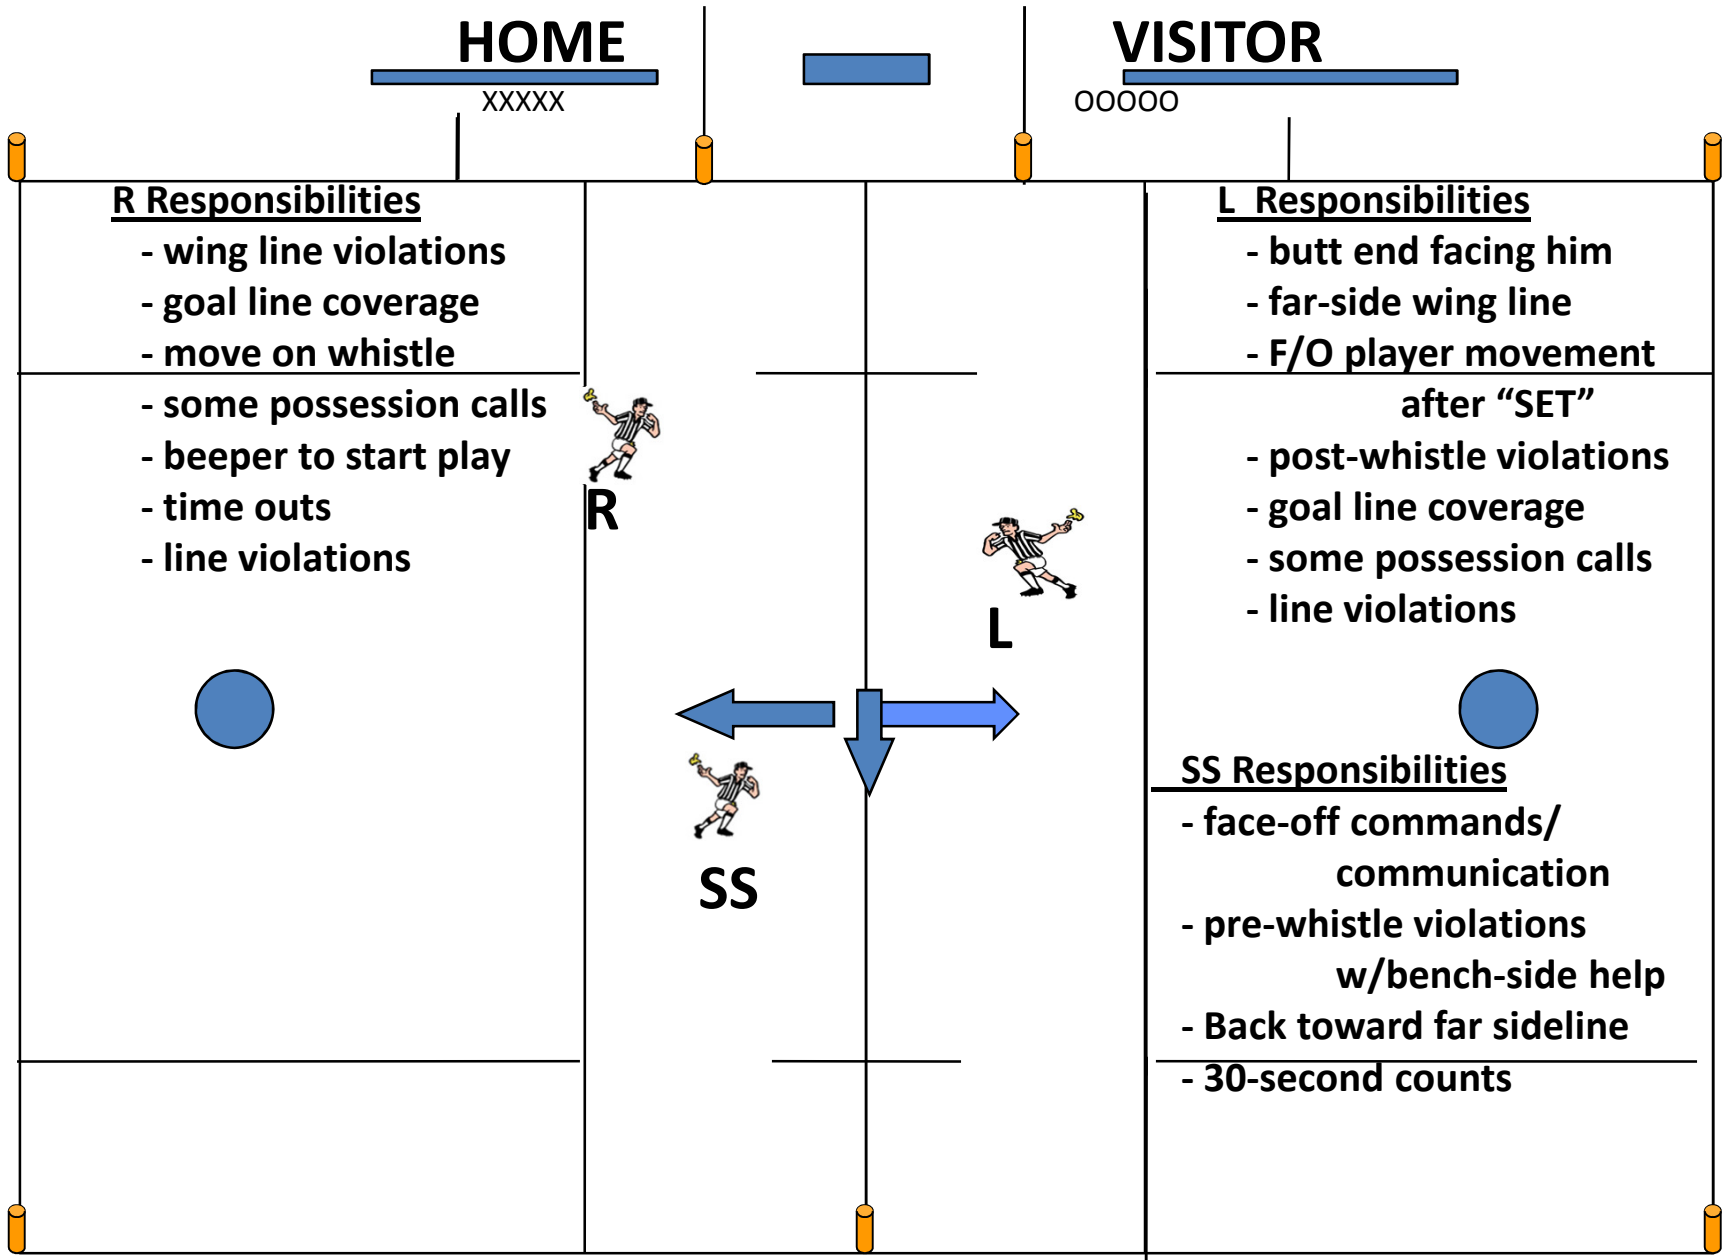 HOME
VISITOR
XXXXX
OOOOO
R Responsibilities
- wing line violations
- goal line coverage
- move on whistle
- some possession calls
- beeper to start play
- time outs
- line violations
R
L  Responsibilities
- butt end facing him
- far-side wing line
- F/O player movement
after “SET”
- post-whistle violations
- goal line coverage
- some possession calls
- line violations
L
SS
SS Responsibilities
- face-off commands/
communication
- pre-whistle violations
w/bench-side help
- Back toward far sideline
- 30-second counts